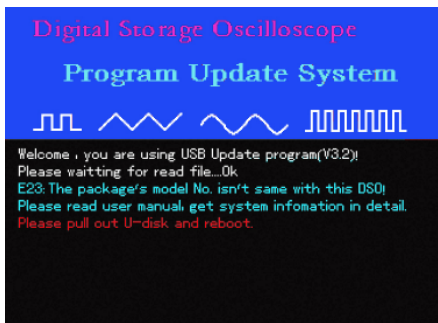 Digital Storage Oscilloscope
Program Update System
Welcome , you are using USB Update program(V3.2)!
Please waitting for read file....Ok
E23: The package's model No. isn't same with this DSO!
Please read user manual, get system infomation in detail.
Please pull out U-disk and reboot.